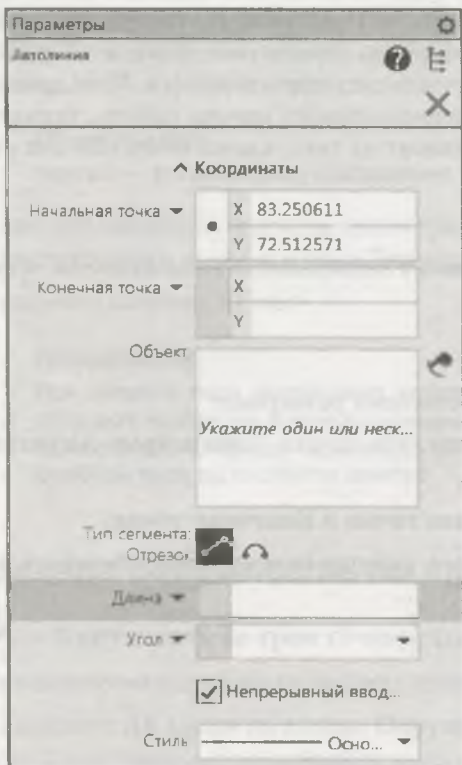 Параметры
Автолиния
Координаты
Начальная точка
X 83.250611
Y 72.512571
Конечная точка
X
Y
Объект
Укажите один или неск...
Тип сегмента:
Отрезок
Длина
Угол
Непрерывный ввод...
Стиль
Осно...